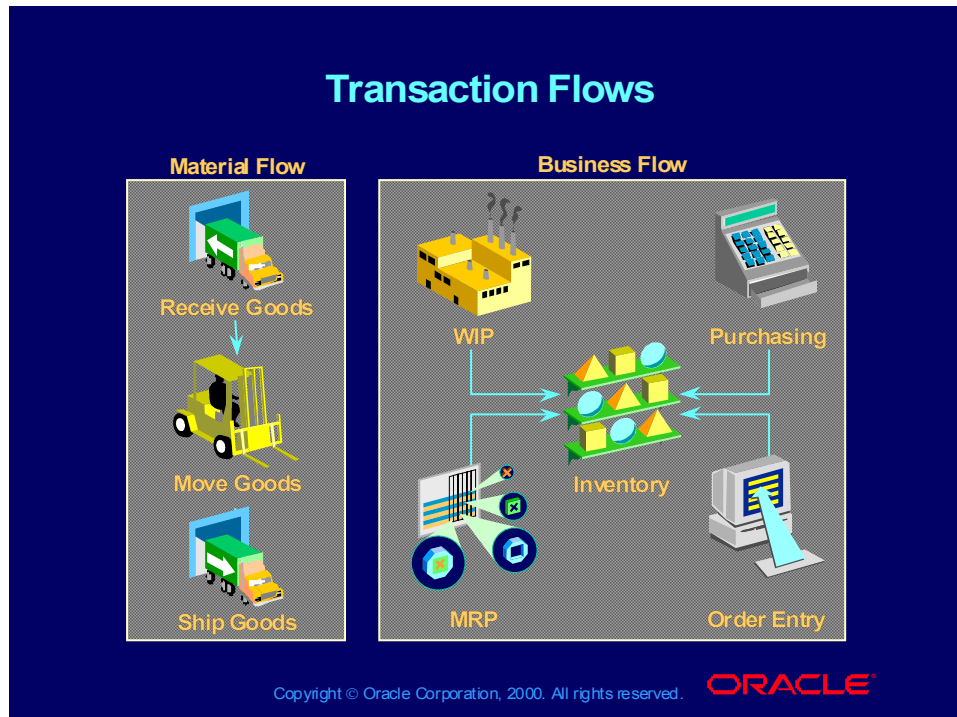 Transaction Flows
Material Flow
Receive Goods
Move Goods
Ship Goods
Business Flow
WIP
Purchasing
Inventory
MRP
Order Entry
Copyright © Oracle Corporation, 2000. All rights reserved.
ORACLE®